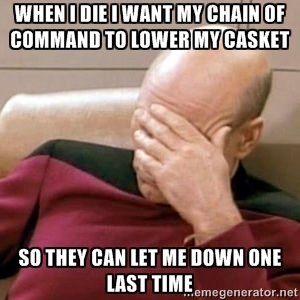 WHEN I DIE I WANT MY CHAIN OF
COMMAND TO LOWER MY CASKET
SO THEY CAN LET ME DOWN ONE
LAST TIME
...emegenerator.net